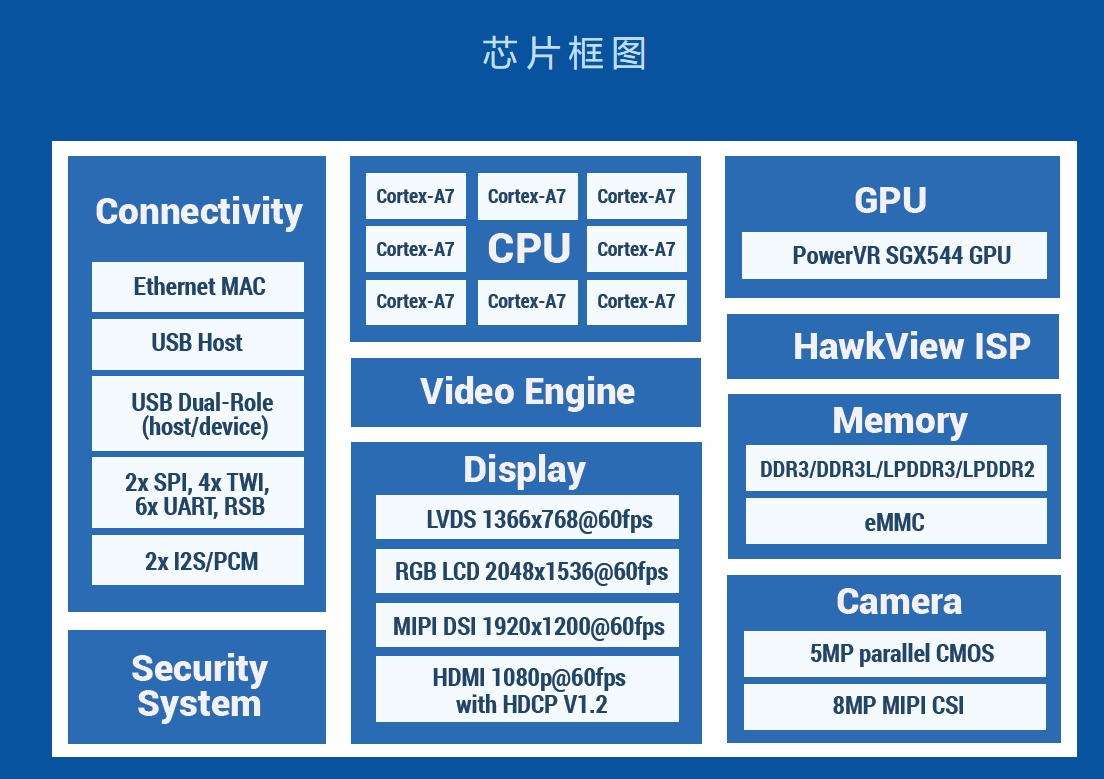 芯片框图
Connectivity
Ethernet MAC
USB Host
USB Dual-Role
(host/device)
2x SPI, 4x TWI,
6x UART, RSB
2x I2S/PCM
Security
System
Cortex-A7 Cortex-A7 Cortex-A7
Cortex-A7 CPU Cortex-A7
Cortex-A7 Cortex-A7 Cortex-A7
Video Engine
Display
LVDS 1366x768@60fps
RGB LCD 2048x1536@60fps
MIPI DSI 1920x1200@60fps
HDMI 1080p@60fps
with HDCP V1.2
GPU
PowerVR SGX544 GPU
HawkView ISP
Memory
DDR3/DDR3L/LPDDR3/LPDDR2
eMMC
Camera
5MP parallel CMOS
8MP MIPI CSI